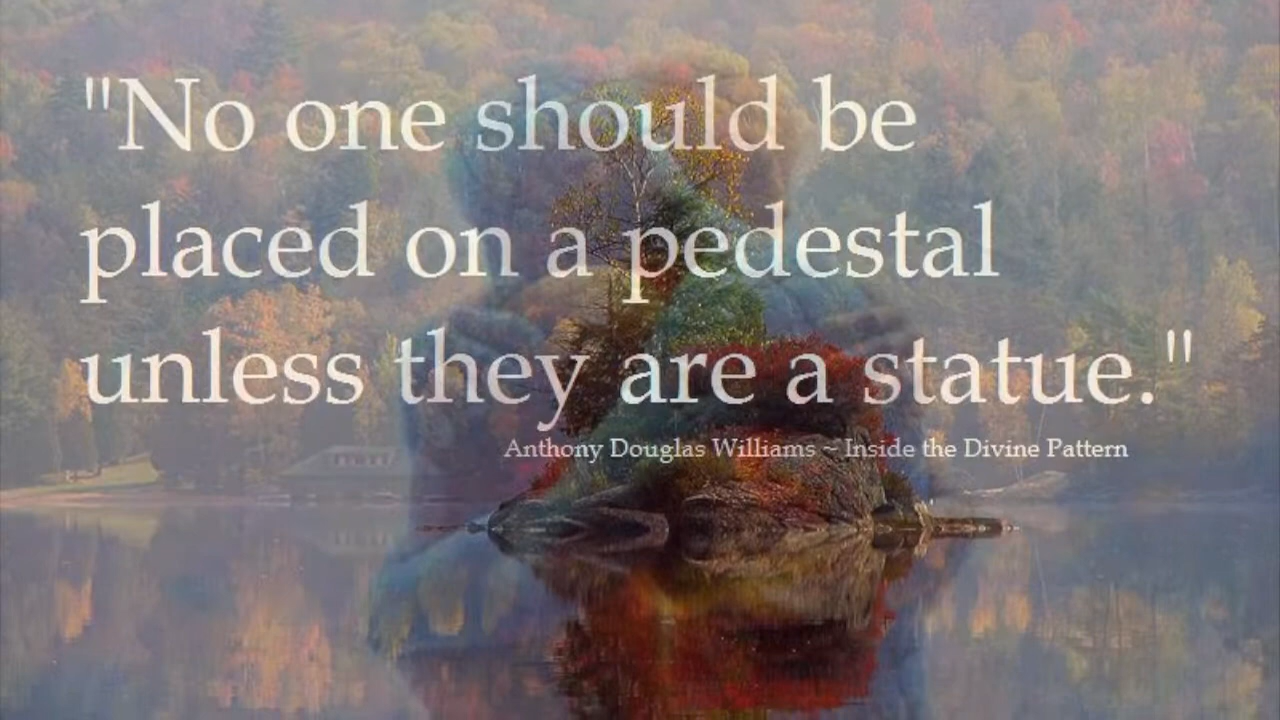 "No one should be
placed on a pedestal
unless they are a statue."
Anthony Douglas Williams ~ Inside the Divine Pattern